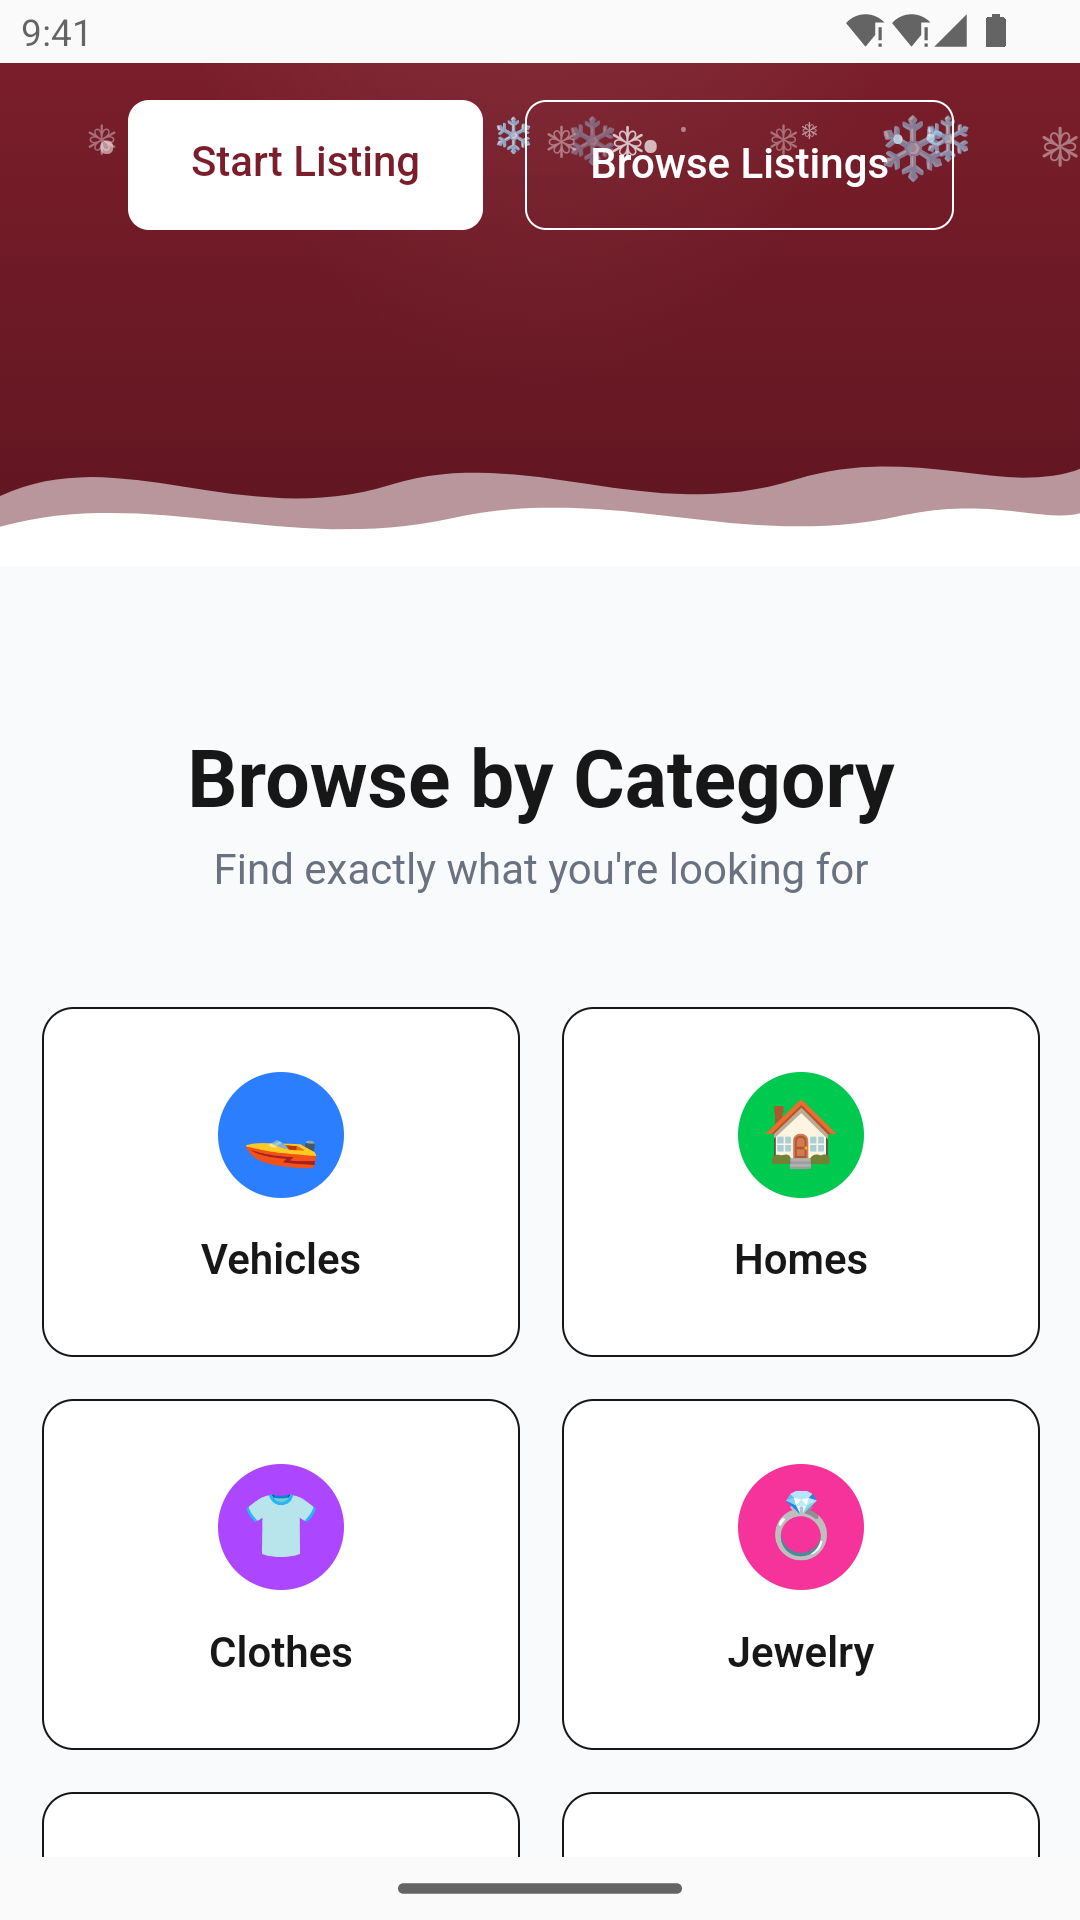 9:41
Start Listing
Browse Listings
Browse by Category
Find exactly what you're looking for
Vehicles
Homes
Clothes
Jewelry